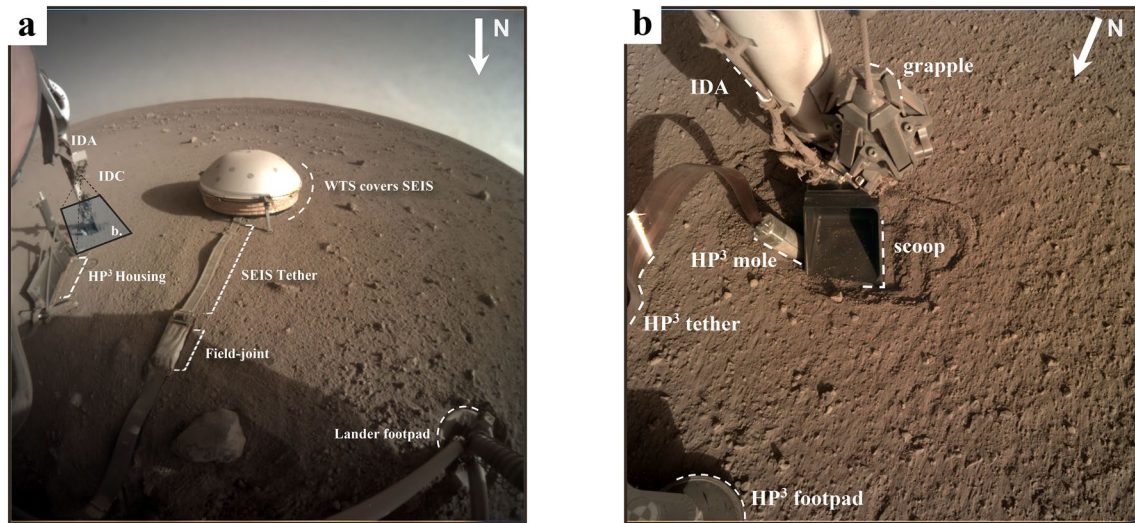 a
N
IDA
IDC
WTS covers SEIS
b.
HP³ Housing
SEIS Tether
Field-joint
Lander footpad
b
N
grapple
IDA
scoop
HP³ mole
HP³ tether
HP³ footpad